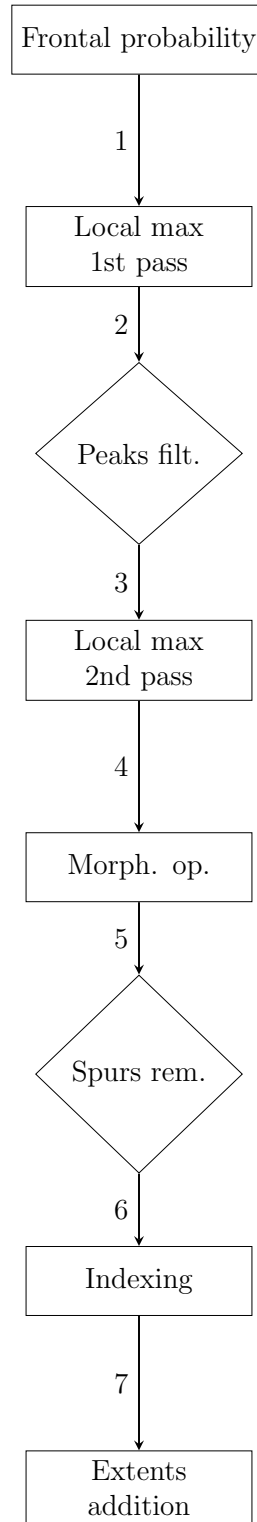 Frontal probability
1
Local max
1st pass
2
Peaks filt.
3
Local max
2nd pass
4
Morph. op.
5
Spurs rem.
6
Indexing
7
Extents
addition